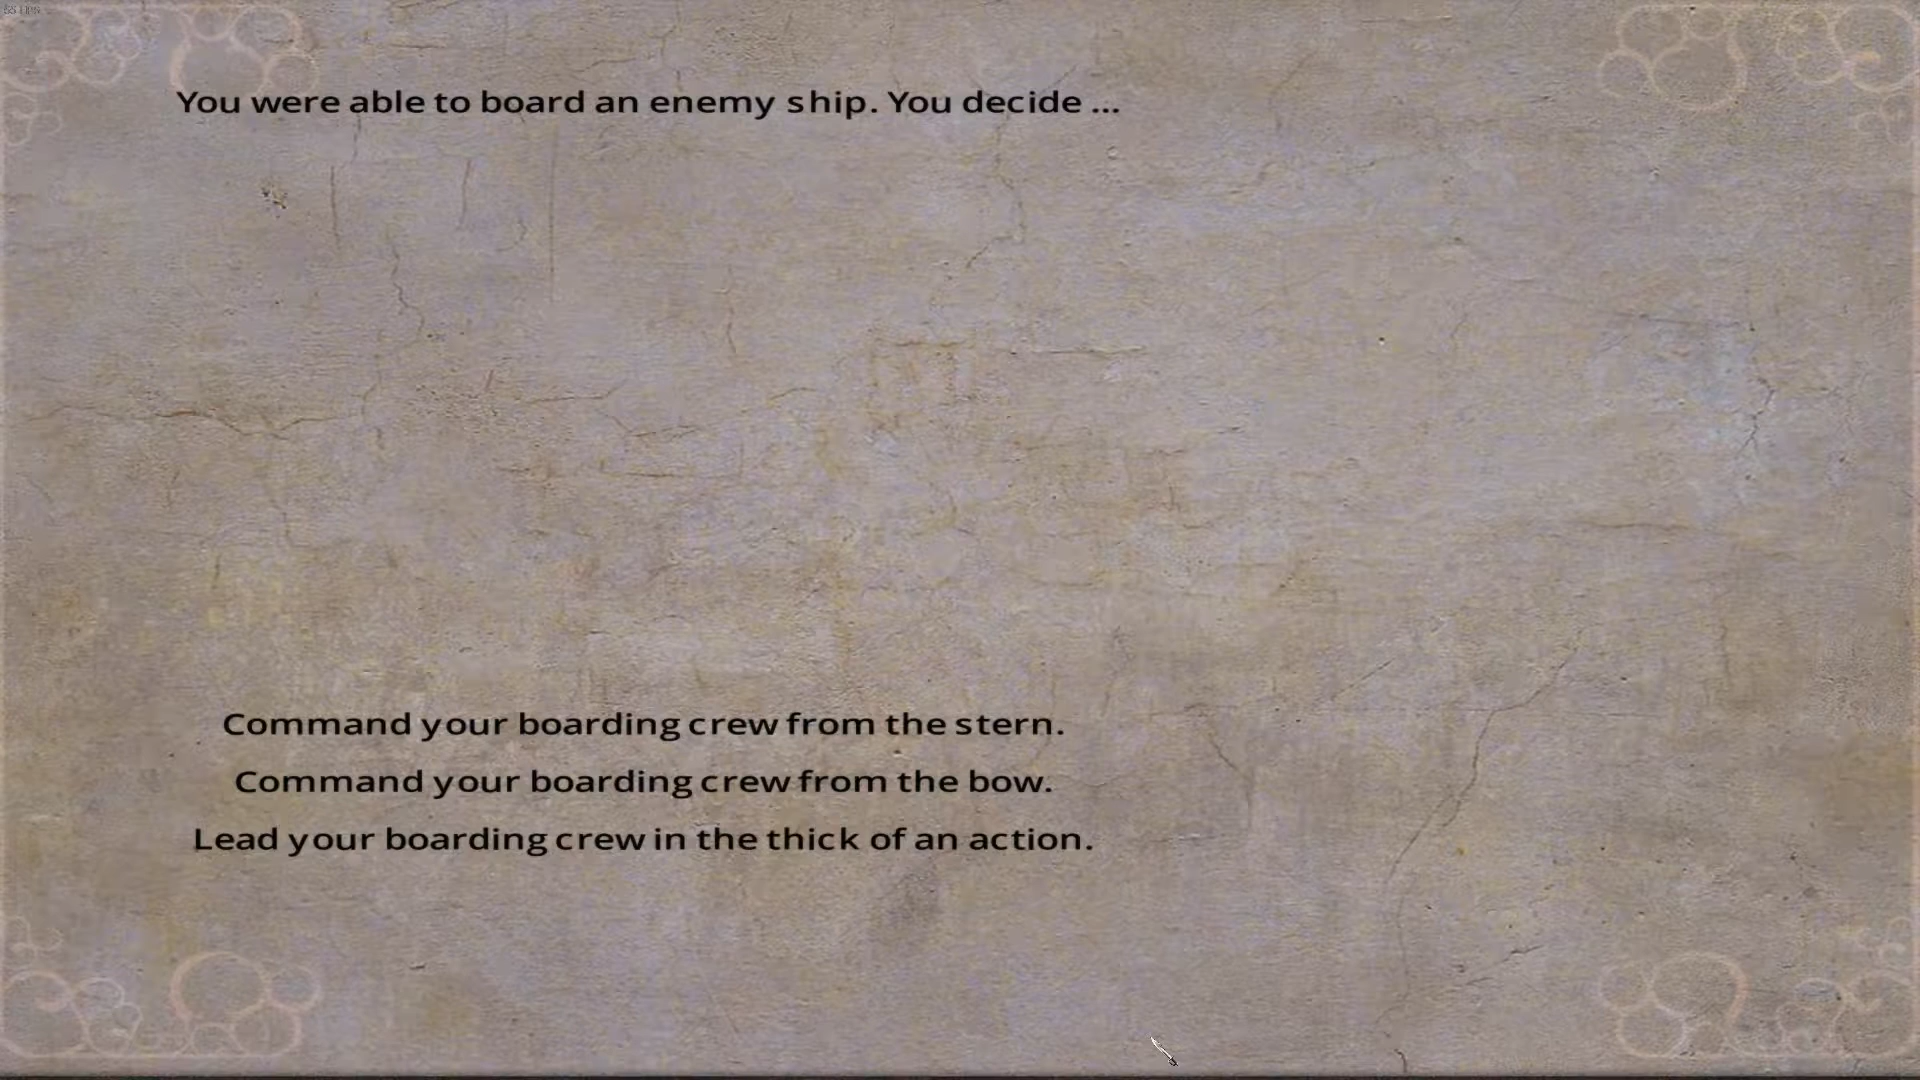 You were able to board an enemy ship. You decide ...
Command your boarding crew from the stern.
Command your boarding crew from the bow.
Lead your boarding crew in the thick of an action.